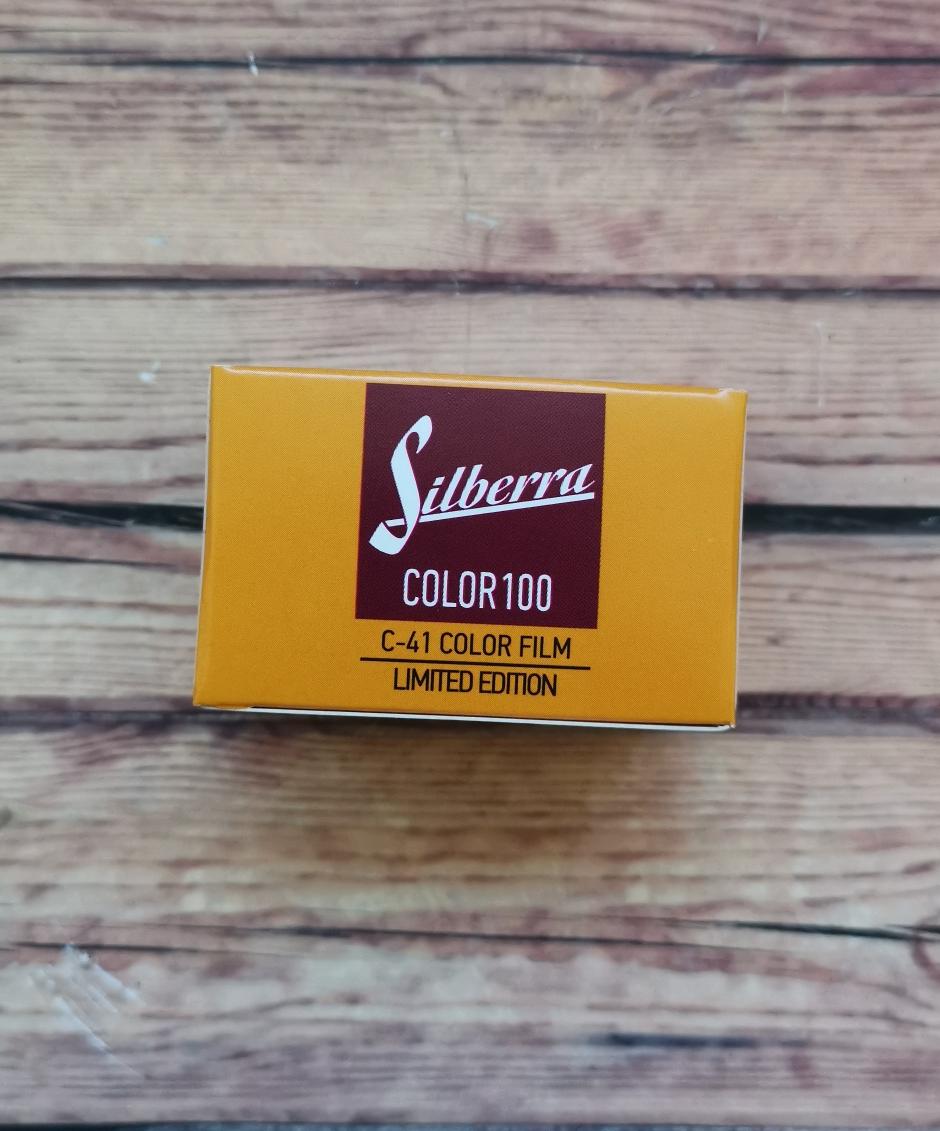 Silberra
COLOR100
C-41 COLOR FILM
LIMITED EDITION